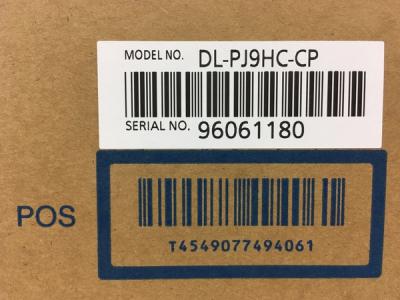 MODEL NO. DL-PJ9HC-CP
SERIAL NO. 96061180
POS
T4549077494061